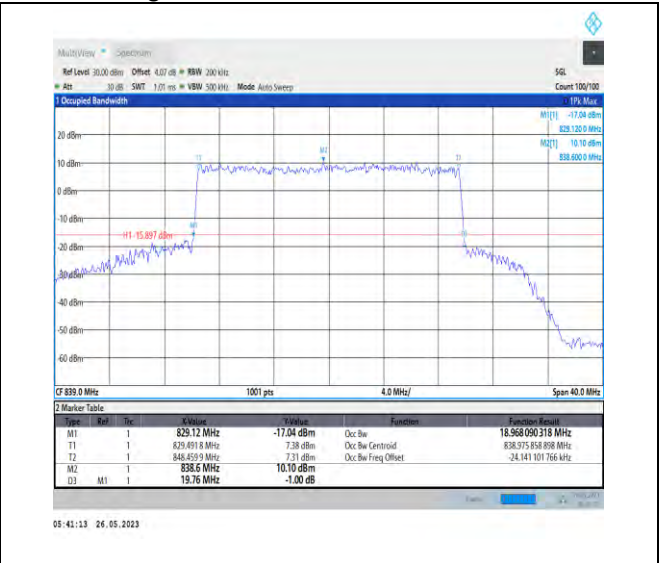 MultiView Spectrum
Ref Level 30.00 dBm Offset 4.07 dB RBW 200 kHz SGL
Att 30 dB SWT 1.01 ms VBW 500 kHz Mode Auto Sweep Count 100/100
1 Occupied Bandwidth 1Pk Max
M1[1] -17.04 dBm
829.120 0 MHz
M2[1] 10.10 dBm
838.600 0 MHz
20 dBm
10 dBm
0 dBm
-10 dBm
-20 dBm
-30 dBm
-40 dBm
-50 dBm
-60 dBm
T1
M2
T2
M1
D3
H1 -15.897 dBm
CF 839.0 MHz 1001 pts 4.0 MHz/ Span 40.0 MHz
2 Marker Table
Type Ref Trc X-Value Y-Value Function Function Result
M1 1 829.12 MHz -17.04 dBm Occ Bw 18.968 090 318 MHz
T1 1 829.491 8 MHz 7.38 dBm Occ Bw Centroid 838.975 858 898 MHz
T2 1 848.459 9 MHz 7.31 dBm Occ Bw Freq Offset -24.141 101 766 kHz
M2 1 838.6 MHz 10.10 dBm
D3 M1 1 19.76 MHz -1.00 dB
05:41:13 26.05.2023